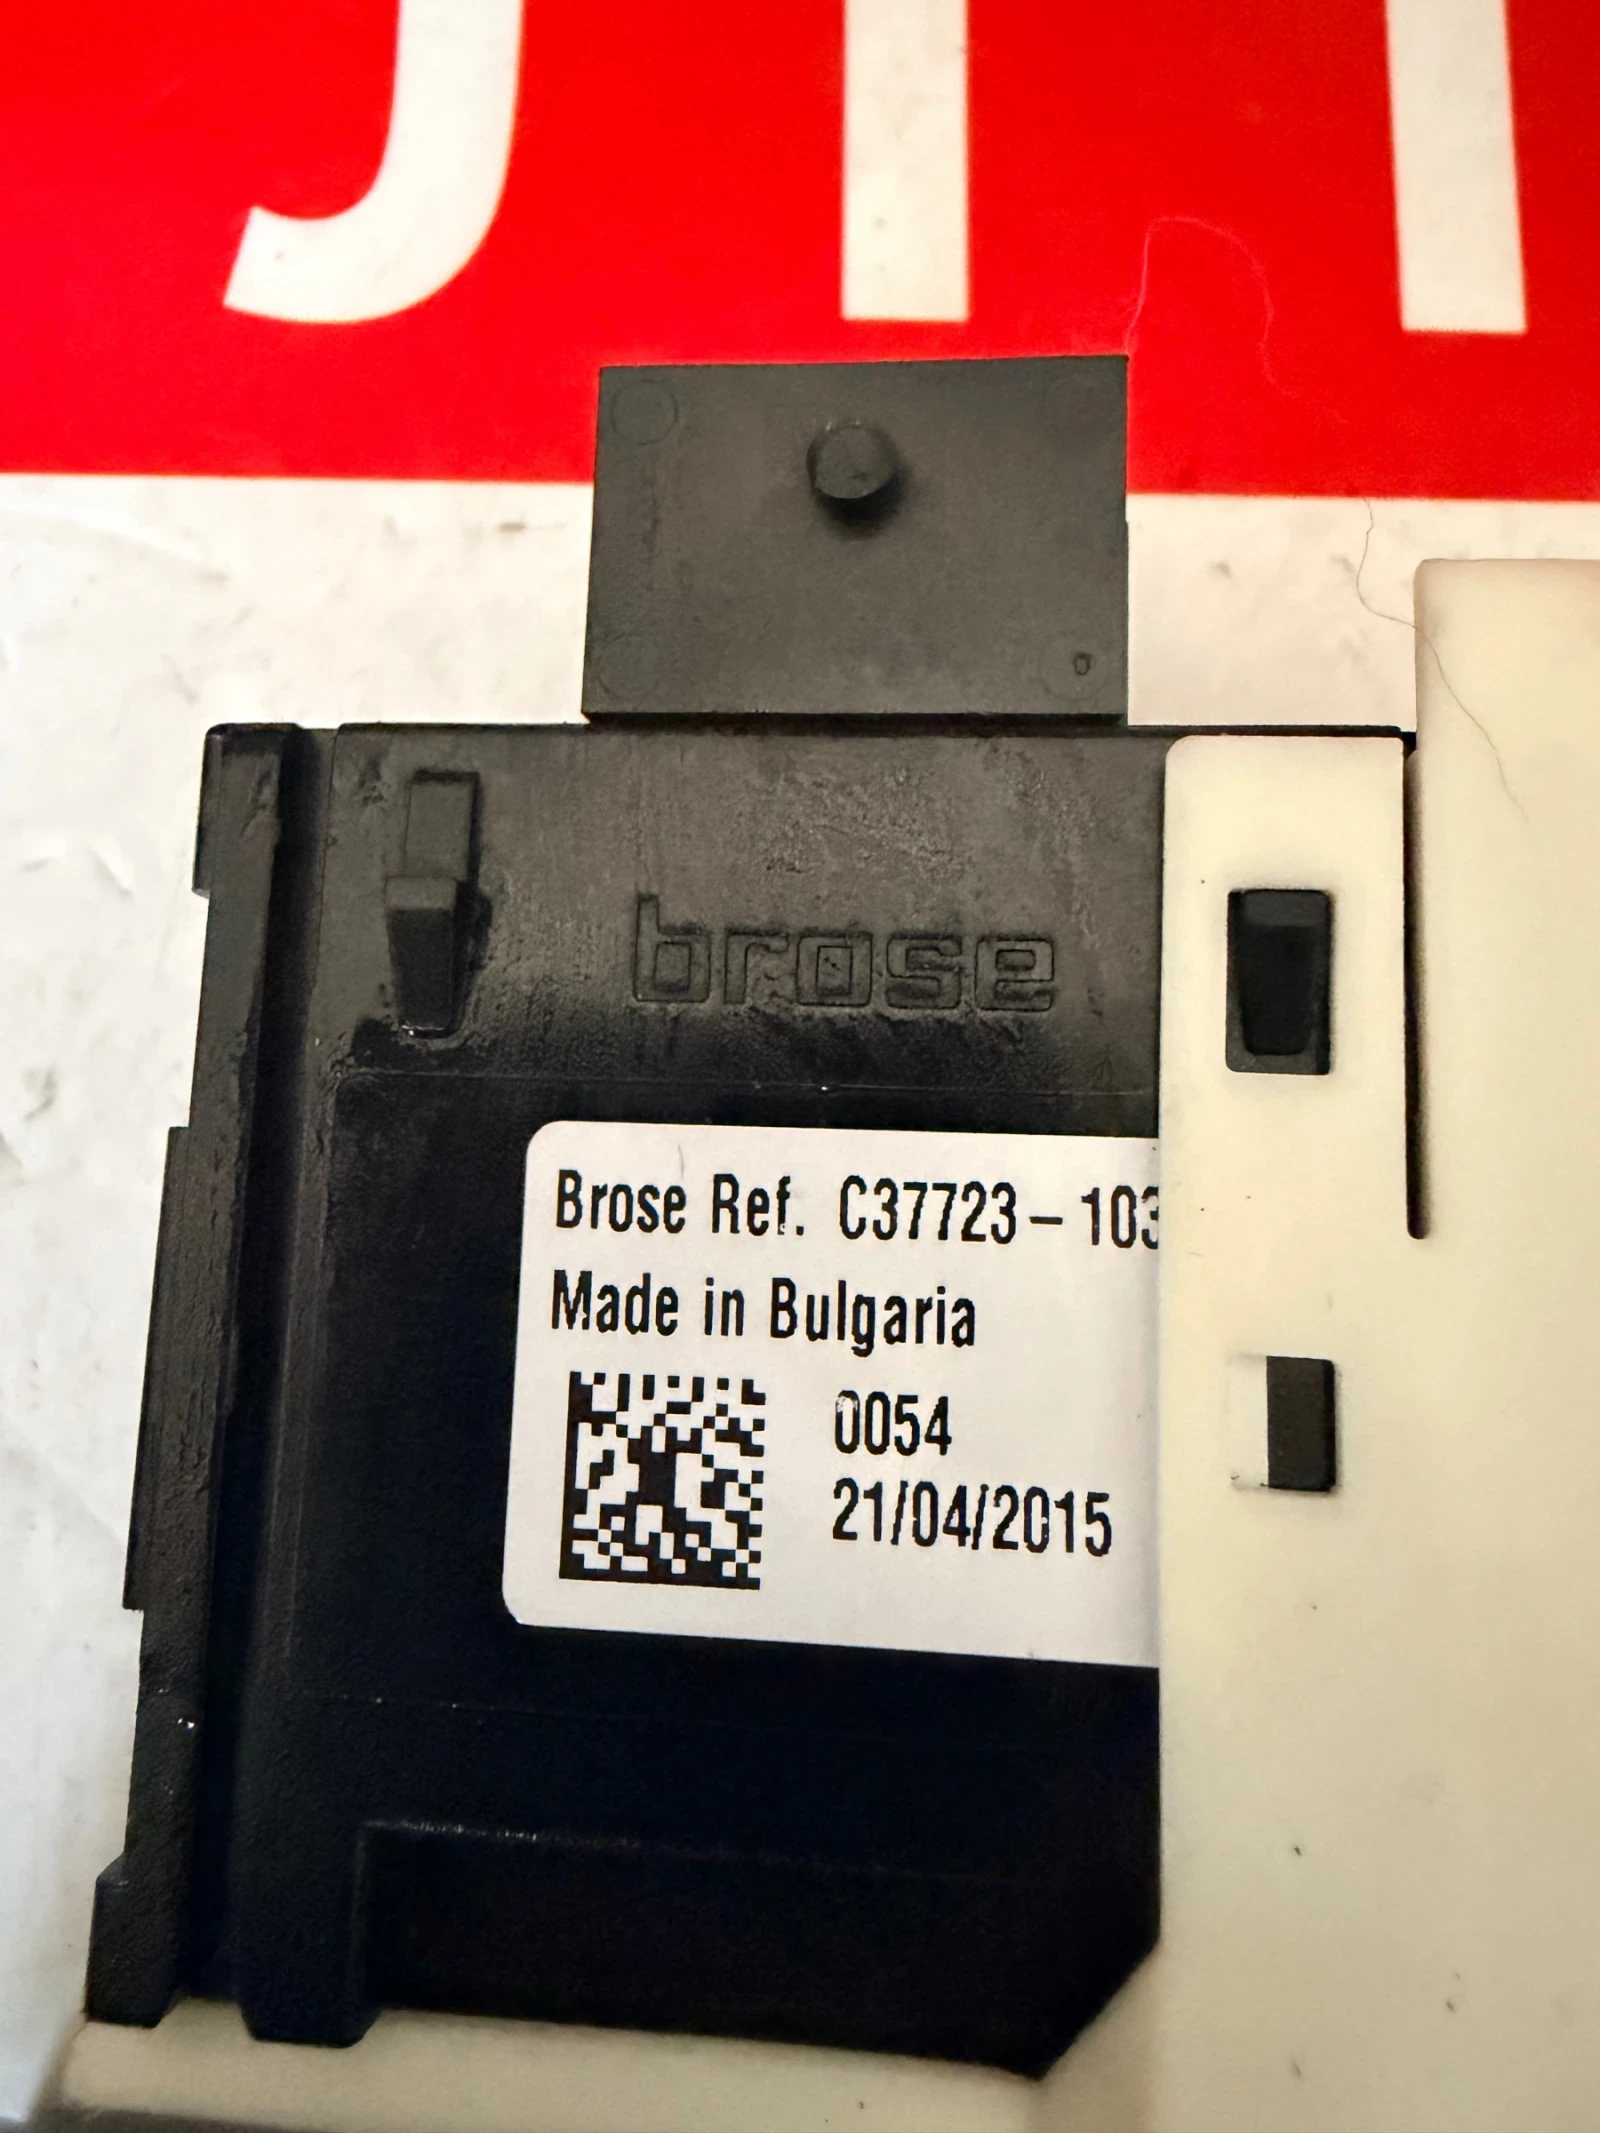 brose
Brose Ref. C37723-103
Made in Bulgaria
0054
21/04/2015